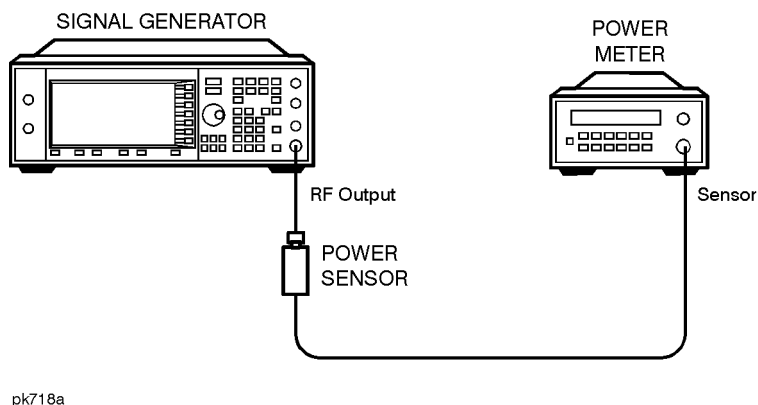 SIGNAL GENERATOR
POWER
METER
RF Output
Sensor
POWER
SENSOR
pk718a